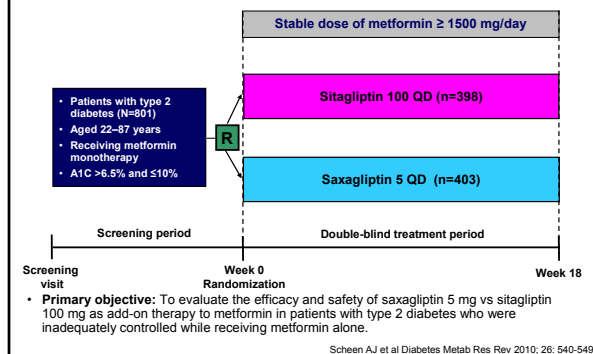 Stable dose of metformin ≥ 1500 mg/day
• Patients with type 2
diabetes (N=801)
• Aged 22–87 years
• Receiving metformin
monotherapy
• A1C >6.5% and ≤10%
R
Sitagliptin 100 QD (n=398)
Saxagliptin 5 QD (n=403)
Screening period
Double-blind treatment period
Screening
visit
Week 0
Randomization
Week 18
• Primary objective: To evaluate the efficacy and safety of saxagliptin 5 mg vs sitagliptin
100 mg as add-on therapy to metformin in patients with type 2 diabetes who were
inadequately controlled while receiving metformin alone.
Scheen AJ et al Diabetes Metab Res Rev 2010; 26: 540-549